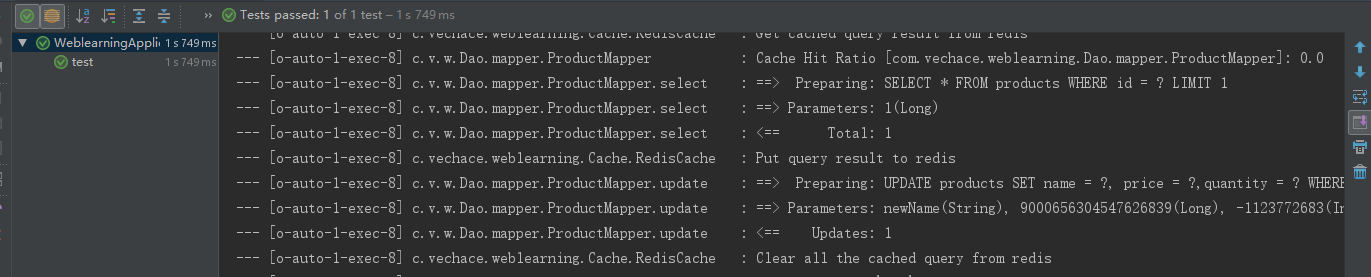 » Tests passed: 1 of 1 test – 1 s 749 ms
WeblearningAppli 1 s 749 ms
test 1 s 749 ms
--- [o-auto-1-exec-8] c.vechace.weblearning.Cache.RedisCache : Get cached query result from redis
--- [o-auto-1-exec-8] c.v.w.Dao.mapper.ProductMapper : Cache Hit Ratio [com.vechace.weblearning.Dao.mapper.ProductMapper]: 0.0
--- [o-auto-1-exec-8] c.v.w.Dao.mapper.ProductMapper.select : ==> Preparing: SELECT * FROM products WHERE id = ? LIMIT 1
--- [o-auto-1-exec-8] c.v.w.Dao.mapper.ProductMapper.select : ==> Parameters: 1(Long)
--- [o-auto-1-exec-8] c.v.w.Dao.mapper.ProductMapper.select : <== Total: 1
--- [o-auto-1-exec-8] c.vechace.weblearning.Cache.RedisCache : Put query result to redis
--- [o-auto-1-exec-8] c.v.w.Dao.mapper.ProductMapper.update : ==> Preparing: UPDATE products SET name = ?, price = ?,quantity = ? WHERE
--- [o-auto-1-exec-8] c.v.w.Dao.mapper.ProductMapper.update : ==> Parameters: newName(String), 9000656304547626839(Long), -1123772683(In
--- [o-auto-1-exec-8] c.v.w.Dao.mapper.ProductMapper.update : <== Updates: 1
--- [o-auto-1-exec-8] c.vechace.weblearning.Cache.RedisCache : Clear all the cached query from redis